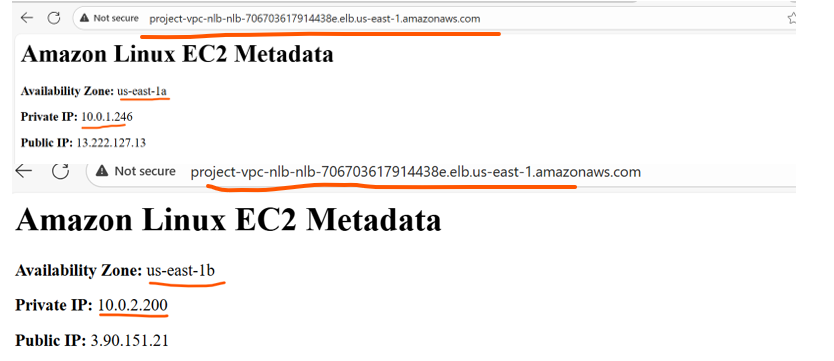 Not secure project-vpc-nlb-nlb-706703617914438e.elb.us-east-1.amazonaws.com
Amazon Linux EC2 Metadata
Availability Zone: us-east-1a
Private IP: 10.0.1.246
Public IP: 13.222.127.13
Not secure project-vpc-nlb-nlb-706703617914438e.elb.us-east-1.amazonaws.com
Amazon Linux EC2 Metadata
Availability Zone: us-east-1b
Private IP: 10.0.2.200
Public IP: 3.90.151.21